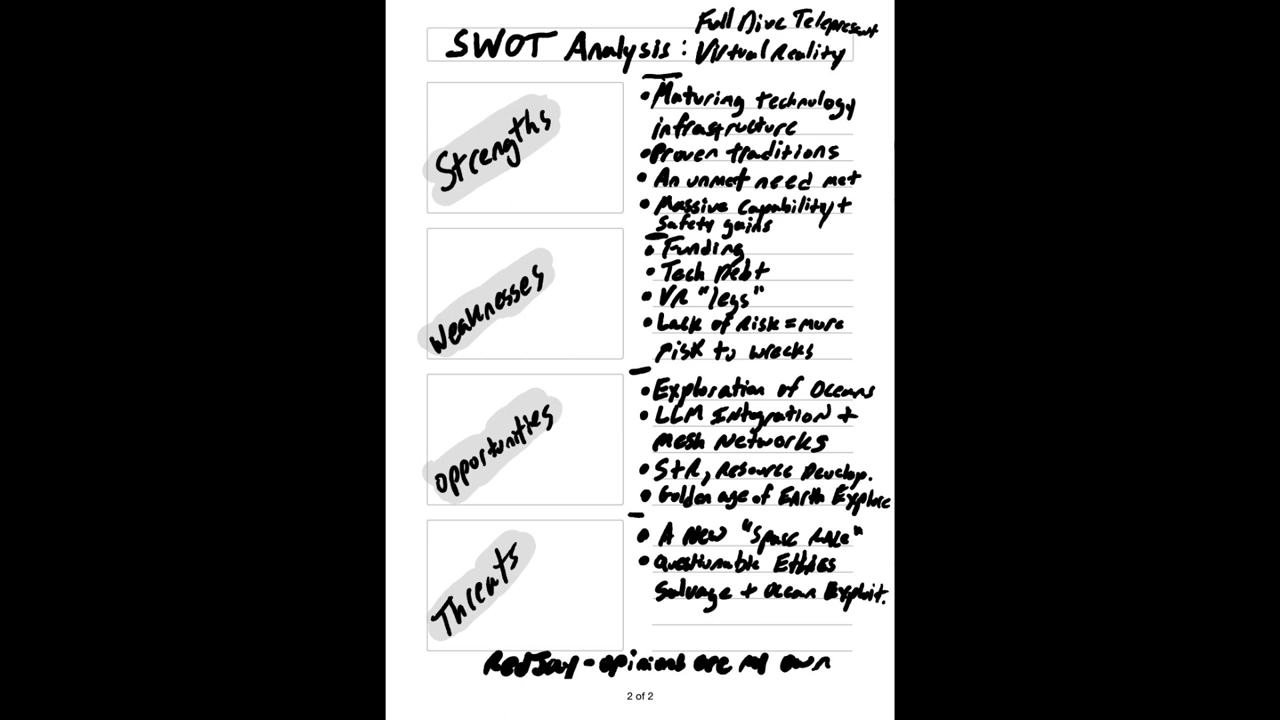 Full Dive Telepresent
SWOT Analysis: Virtual Reality
Strengths
• Maturing technology
infrastructure
• Proven traditions
• An unmet need met
• Massive capability +
safety gains
Weaknesses
• Funding
• Tech Debt
• VR "legs"
• Lack of Risk = more
risk to wrecks
opportunities
• Exploration of Oceans
• LLM Integration +
mesh networks
• S+R, Resource Develop.
• Golden age of Earth Explore
Threats
• A New "Space Race"
• Questionable Ethics
Salvage + Ocean Exploit.
- opinions are my own
2 of 2